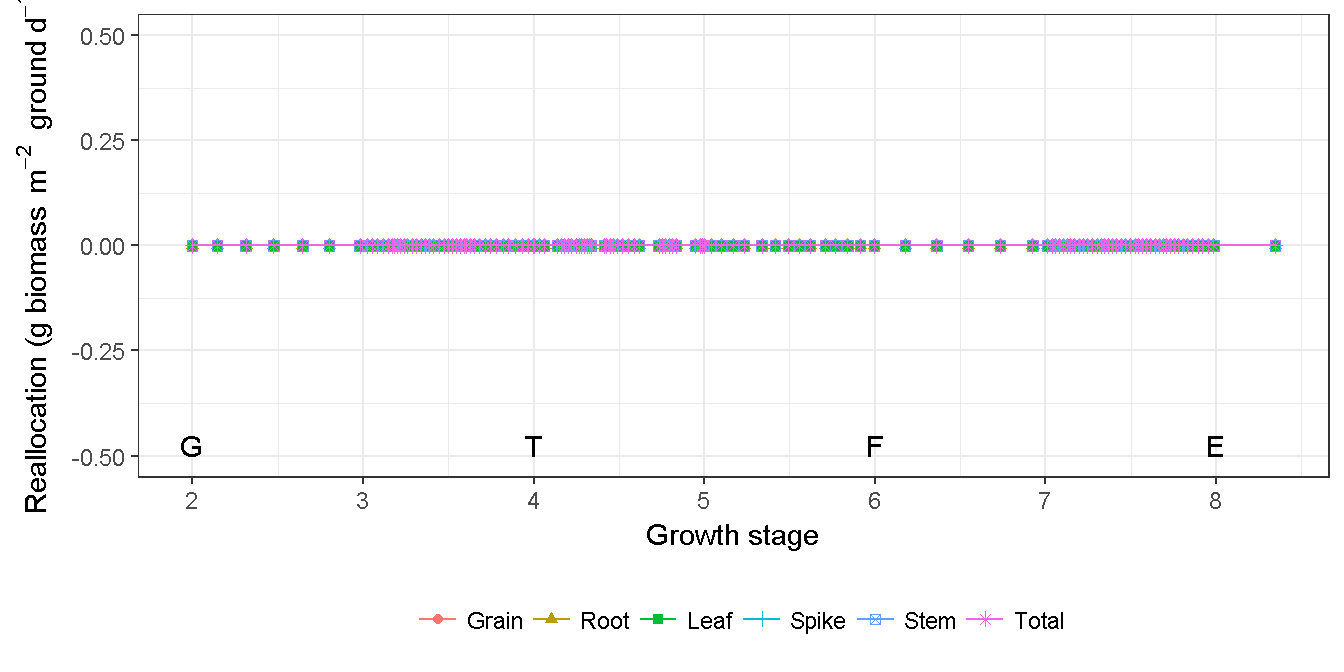 Reallocation (g biomass m⁻² ground d⁻
0.50
0.25
0.00
-0.25
-0.50
G T F E
2 3 4 5 6 7 8
Growth stage
Grain Root Leaf Spike Stem Total